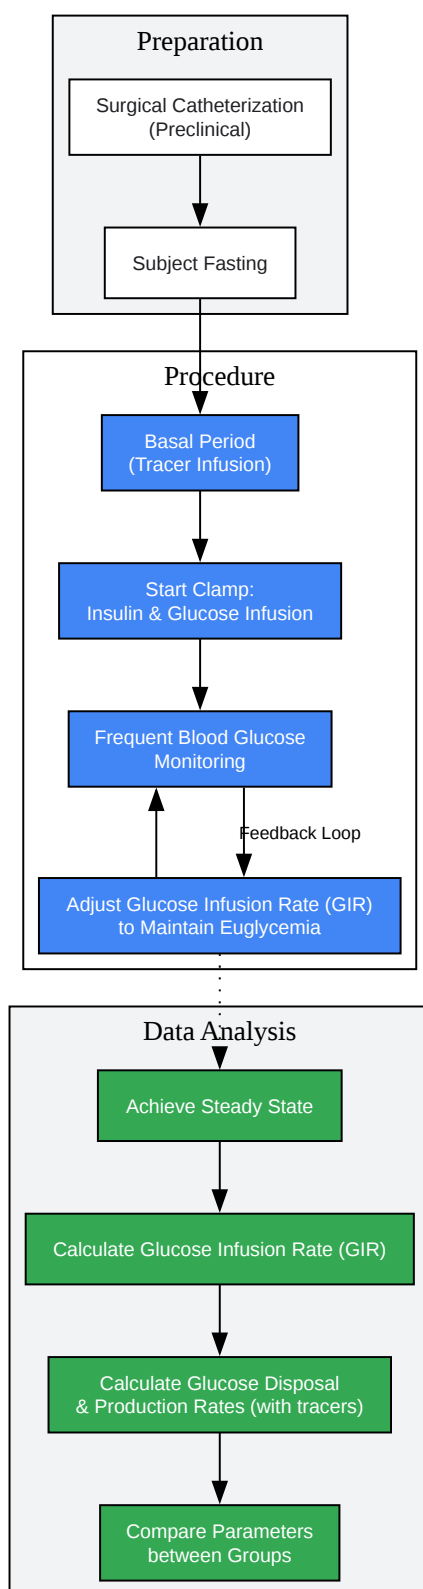 Preparation
Surgical Catheterization
(Preclinical)
Subject Fasting
Procedure
Basal Period
(Tracer Infusion)
Start Clamp:
Insulin & Glucose Infusion
Frequent Blood Glucose
Monitoring
Feedback Loop
Adjust Glucose Infusion Rate (GIR)
to Maintain Euglycemia
Data Analysis
Achieve Steady State
Calculate Glucose Infusion Rate (GIR)
Calculate Glucose Disposal
& Production Rates (with tracers)
Compare Parameters
between Groups